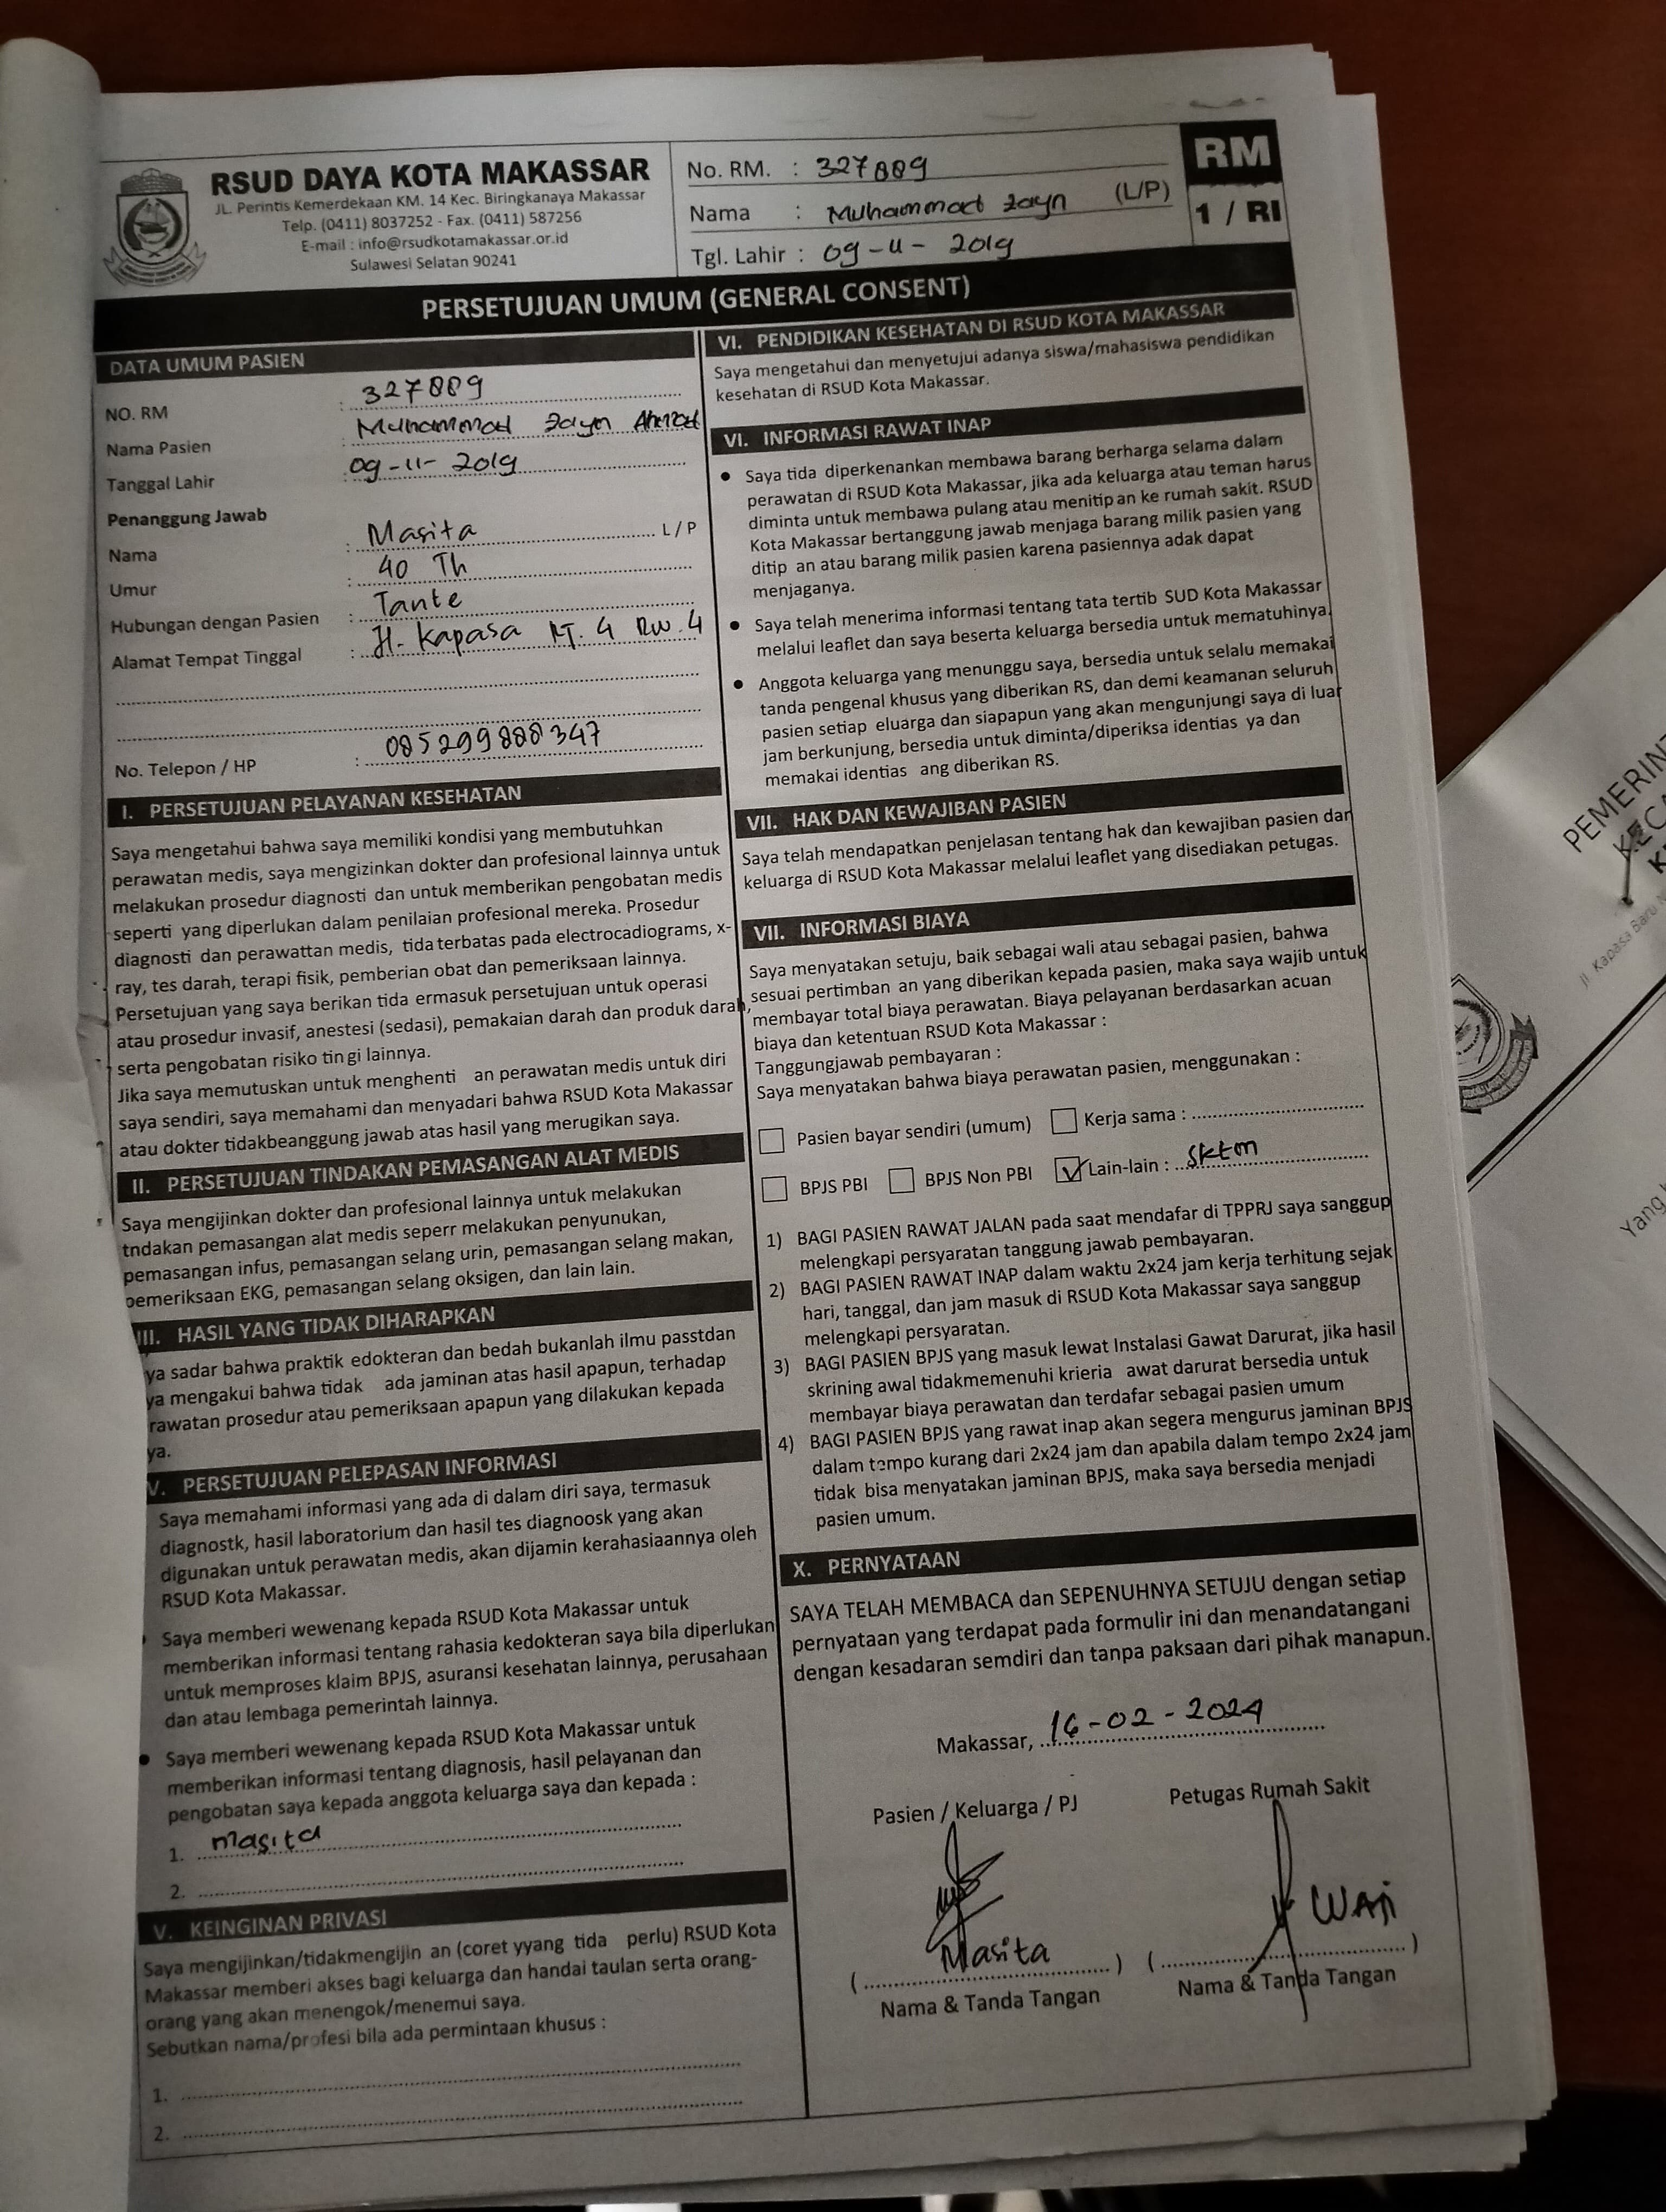 RSUD DAYA KOTA MAKASSAR
JL. Perintis Kemerdekaan KM. 14 Kec. Biringkanaya Makassar
Telp. (0411) 8037252 - Fax. (0411) 587256
E-mail : info@rsudkotamakassar.or.id
Sulawesi Selatan 90241
No. RM. : 327889
Nama : Muhammad Zayn (L/P)
Tgl. Lahir : 09-11-2019
RM
1 / RI
PERSETUJUAN UMUM (GENERAL CONSENT)
DATA UMUM PASIEN
NO. RM : 327889
Nama Pasien : Muhammad Zayn Ahmad
Tanggal Lahir : 09-11-2019
Penanggung Jawab
Nama : Masita L / P
Umur : 40 Th
Hubungan dengan Pasien : Tante
Alamat Tempat Tinggal : Jl. Kapasa RT. 4 RW. 4
No. Telepon / HP : 085299888347
I. PERSETUJUAN PELAYANAN KESEHATAN
Saya mengetahui bahwa saya memiliki kondisi yang membutuhkan
perawatan medis, saya mengizinkan dokter dan profesional lainnya untuk
melakukan prosedur diagnosti dan untuk memberikan pengobatan medis
seperti yang diperlukan dalam penilaian profesional mereka. Prosedur
diagnosti dan perawattan medis, tida terbatas pada electrocadiograms, x-
ray, tes darah, terapi fisik, pemberian obat dan pemeriksaan lainnya.
Persetujuan yang saya berikan tida ermasuk persetujuan untuk operasi
atau prosedur invasif, anestesi (sedasi), pemakaian darah dan produk darah,
serta pengobatan risiko tin gi lainnya.
Jika saya memutuskan untuk menghenti an perawatan medis untuk diri
saya sendiri, saya memahami dan menyadari bahwa RSUD Kota Makassar
atau dokter tidakbeanggung jawab atas hasil yang merugikan saya.
II. PERSETUJUAN TINDAKAN PEMASANGAN ALAT MEDIS
Saya mengijinkan dokter dan profesional lainnya untuk melakukan
tndakan pemasangan alat medis seperr melakukan penyunukan,
pemasangan infus, pemasangan selang urin, pemasangan selang makan,
pemeriksaan EKG, pemasangan selang oksigen, dan lain lain.
III. HASIL YANG TIDAK DIHARAPKAN
ya sadar bahwa praktik edokteran dan bedah bukanlah ilmu passtdan
ya mengakui bahwa tidak ada jaminan atas hasil apapun, terhadap
rawatan prosedur atau pemeriksaan apapun yang dilakukan kepada
ya.
V. PERSETUJUAN PELEPASAN INFORMASI
Saya memahami informasi yang ada di dalam diri saya, termasuk
diagnostk, hasil laboratorium dan hasil tes diagnoosk yang akan
digunakan untuk perawatan medis, akan dijamin kerahasiaannya oleh
RSUD Kota Makassar.
Saya memberi wewenang kepada RSUD Kota Makassar untuk
memberikan informasi tentang rahasia kedokteran saya bila diperlukan
untuk memproses klaim BPJS, asuransi kesehatan lainnya, perusahaan
dan atau lembaga pemerintah lainnya.
• Saya memberi wewenang kepada RSUD Kota Makassar untuk
memberikan informasi tentang diagnosis, hasil pelayanan dan
pengobatan saya kepada anggota keluarga saya dan kepada :
1. masita
2.
V. KEINGINAN PRIVASI
Saya mengijinkan/tidakmengijin an (coret yyang tida perlu) RSUD Kota
Makassar memberi akses bagi keluarga dan handai taulan serta orang-
orang yang akan menengok/menemui saya.
Sebutkan nama/profesi bila ada permintaan khusus :
1.
2.
VI. PENDIDIKAN KESEHATAN DI RSUD KOTA MAKASSAR
Saya mengetahui dan menyetujui adanya siswa/mahasiswa pendidikan
kesehatan di RSUD Kota Makassar.
VI. INFORMASI RAWAT INAP
• Saya tida diperkenankan membawa barang berharga selama dalam
perawatan di RSUD Kota Makassar, jika ada keluarga atau teman harus
diminta untuk membawa pulang atau menitip an ke rumah sakit. RSUD
Kota Makassar bertanggung jawab menjaga barang milik pasien yang
ditip an atau barang milik pasien karena pasiennya adak dapat
menjaganya.
• Saya telah menerima informasi tentang tata tertib SUD Kota Makassar
melalui leaflet dan saya beserta keluarga bersedia untuk mematuhinya.
• Anggota keluarga yang menunggu saya, bersedia untuk selalu memakai
tanda pengenal khusus yang diberikan RS, dan demi keamanan seluruh
pasien setiap eluarga dan siapapun yang akan mengunjungi saya di luar
jam berkunjung, bersedia untuk diminta/diperiksa identias ya dan
memakai identias ang diberikan RS.
VII. HAK DAN KEWAJIBAN PASIEN
Saya telah mendapatkan penjelasan tentang hak dan kewajiban pasien dan
keluarga di RSUD Kota Makassar melalui leaflet yang disediakan petugas.
VII. INFORMASI BIAYA
Saya menyatakan setuju, baik sebagai wali atau sebagai pasien, bahwa
sesuai pertimban an yang diberikan kepada pasien, maka saya wajib untuk
membayar total biaya perawatan. Biaya pelayanan berdasarkan acuan
biaya dan ketentuan RSUD Kota Makassar :
Tanggungjawab pembayaran :
Saya menyatakan bahwa biaya perawatan pasien, menggunakan :
Pasien bayar sendiri (umum) Kerja sama :
BPJS PBI BPJS Non PBI ✓ Lain-lain : sktm
1) BAGI PASIEN RAWAT JALAN pada saat mendafar di TPPRJ saya sanggup
melengkapi persyaratan tanggung jawab pembayaran.
2) BAGI PASIEN RAWAT INAP dalam waktu 2x24 jam kerja terhitung sejak
hari, tanggal, dan jam masuk di RSUD Kota Makassar saya sanggup
melengkapi persyaratan.
3) BAGI PASIEN BPJS yang masuk lewat Instalasi Gawat Darurat, jika hasil
skrining awal tidakmemenuhi krieria awat darurat bersedia untuk
membayar biaya perawatan dan terdafar sebagai pasien umum
4) BAGI PASIEN BPJS yang rawat inap akan segera mengurus jaminan BPJS
dalam tempo kurang dari 2x24 jam dan apabila dalam tempo 2x24 jam
tidak bisa menyatakan jaminan BPJS, maka saya bersedia menjadi
pasien umum.
X. PERNYATAAN
SAYA TELAH MEMBACA dan SEPENUHNYA SETUJU dengan setiap
pernyataan yang terdapat pada formulir ini dan menandatangani
dengan kesadaran semdiri dan tanpa paksaan dari pihak manapun.
Makassar, 16-02-2024
Pasien / Keluarga / PJ Petugas Rumah Sakit
WAJI
( Masita ) ( )
Nama & Tanda Tangan Nama & Tanda Tangan
PEMERIN
KECA
Jl. Kapasa Baru
Yang